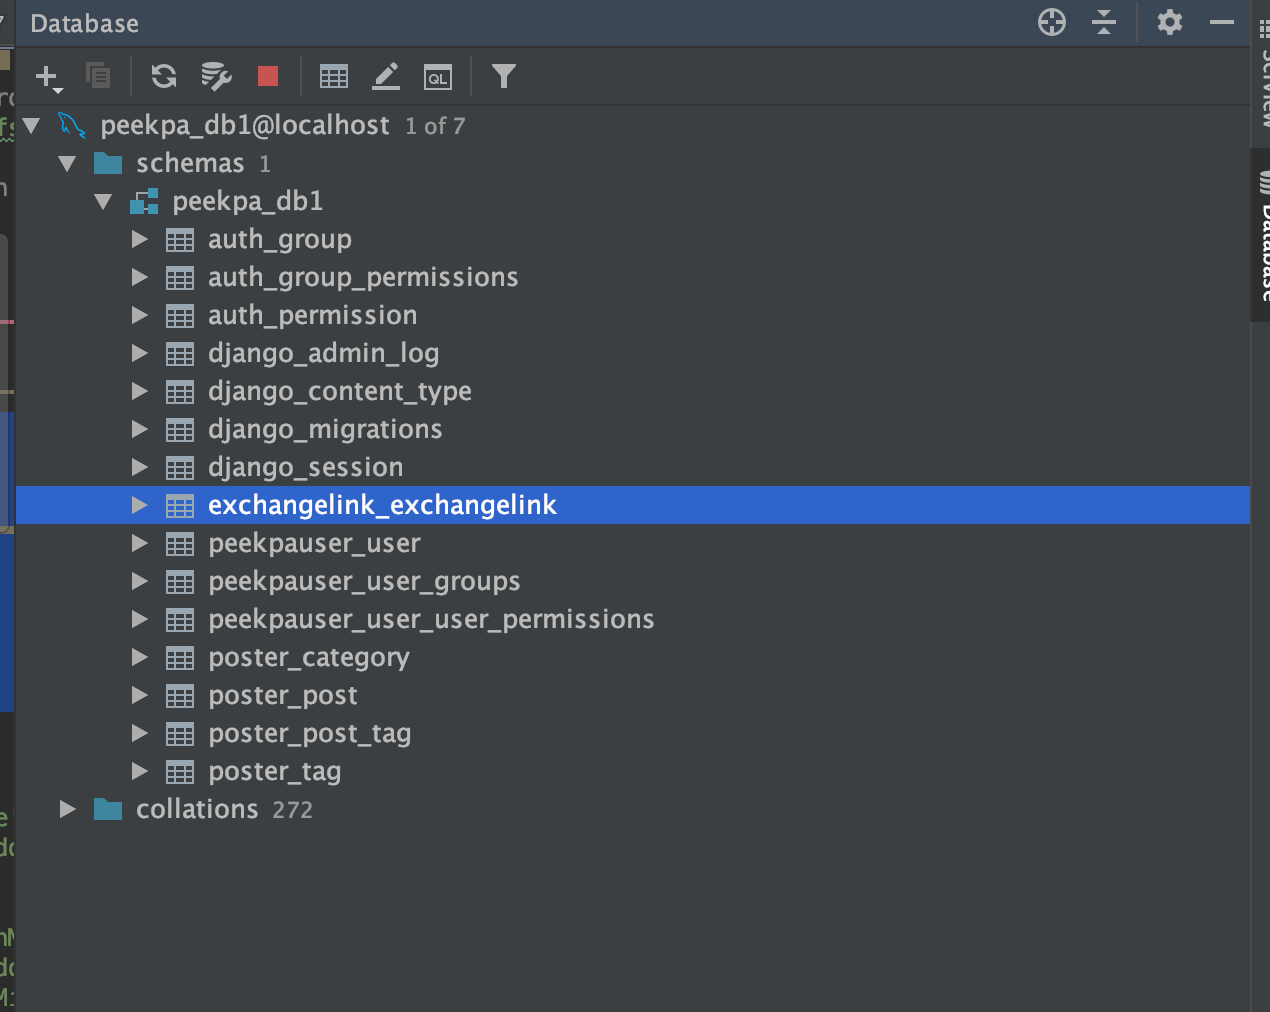 Database
QL
peekpa_db1@localhost 1 of 7
schemas 1
peekpa_db1
auth_group
auth_group_permissions
auth_permission
django_admin_log
django_content_type
django_migrations
django_session
exchangelink_exchangelink
peekpauser_user
peekpauser_user_groups
peekpauser_user_user_permissions
poster_category
poster_post
poster_post_tag
poster_tag
collations 272
SciView
Database